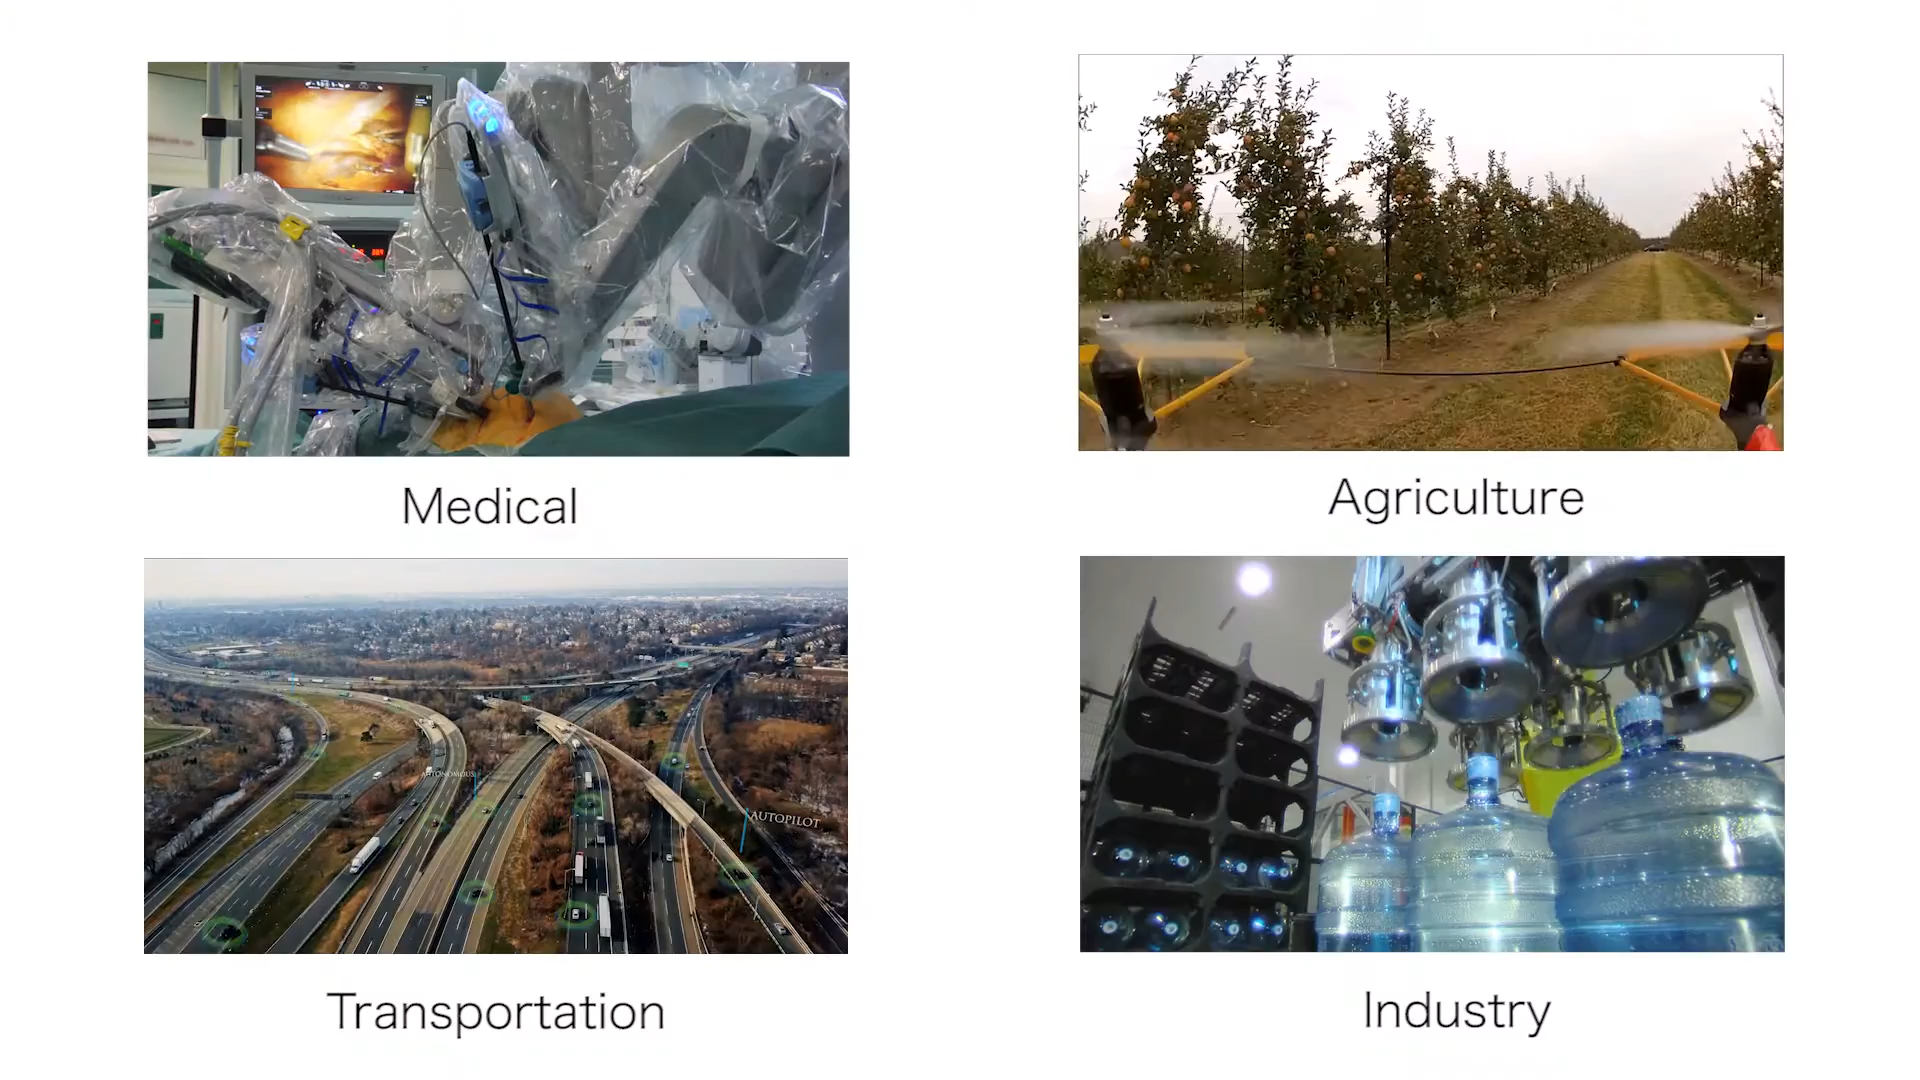 Medical
Agriculture
AUTONOMOUS
AUTOPILOT
Transportation
Industry